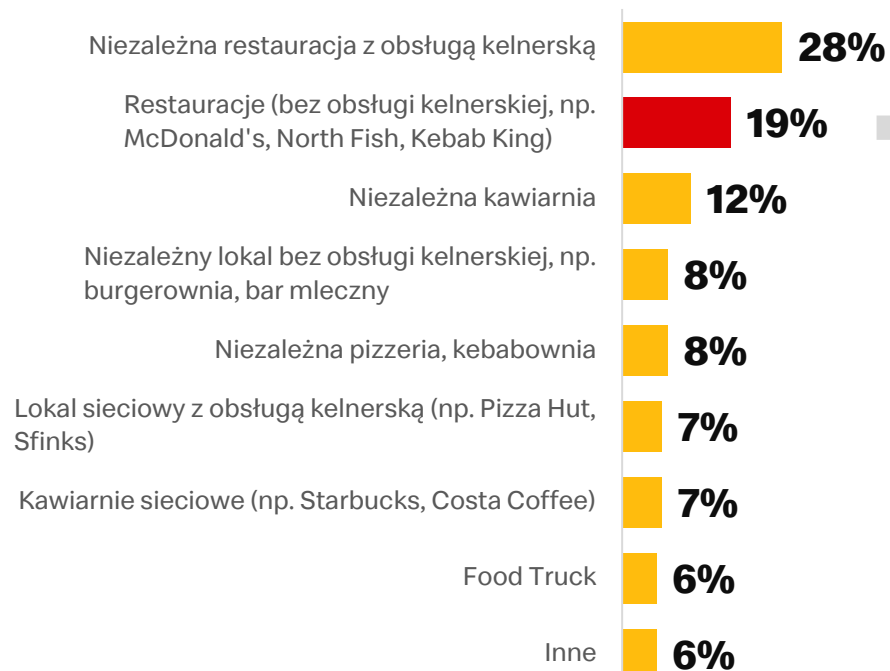 Niezależna restauracja z obsługą kelnerską 28%
Restauracje (bez obsługi kelnerskiej, np.
McDonald's, North Fish, Kebab King) 19%
Niezależna kawiarnia 12%
Niezależny lokal bez obsługi kelnerskiej, np.
burgerownia, bar mleczny 8%
Niezależna pizzeria, kebabownia 8%
Lokal sieciowy z obsługą kelnerską (np. Pizza Hut,
Sfinks) 7%
Kawiarnie sieciowe (np. Starbucks, Costa Coffee) 7%
Food Truck 6%
Inne 6%